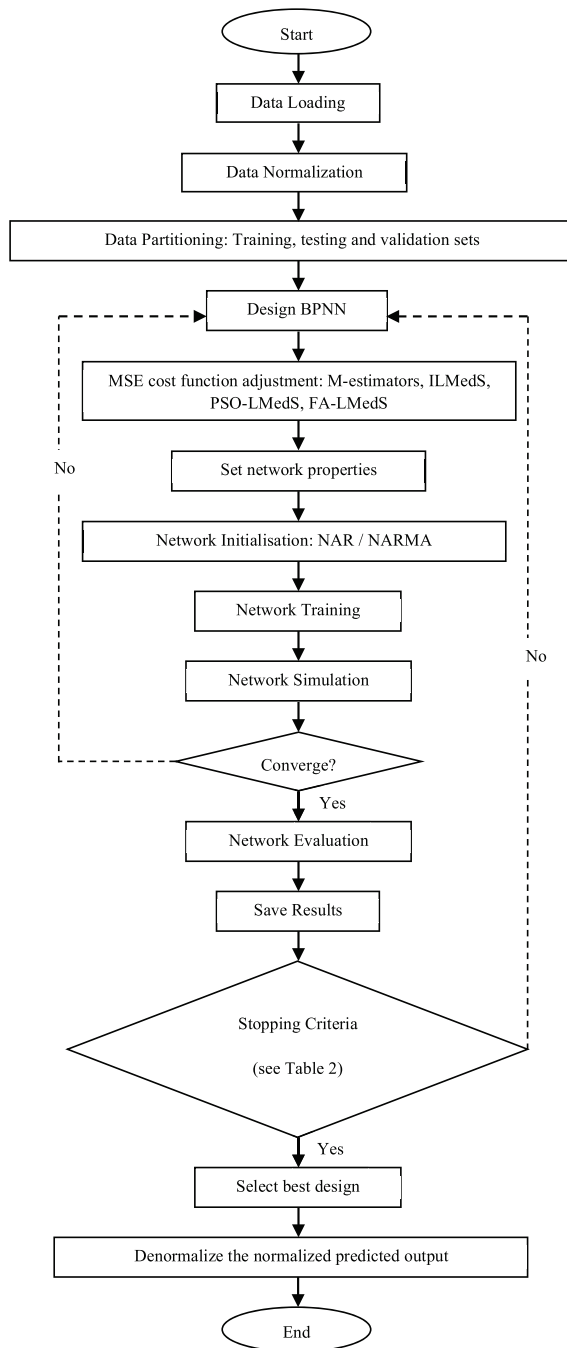 Start
Data Loading
Data Normalization
Data Partitioning: Training, testing and validation sets
Design BPNN
MSE cost function adjustment: M-estimators, ILMedS,
PSO-LMedS, FA-LMedS
No
Set network properties
Network Initialisation: NAR / NARMA
Network Training
No
Network Simulation
Converge?
Yes
Network Evaluation
Save Results
Stopping Criteria
(see Table 2)
Yes
Select best design
Denormalize the normalized predicted output
End